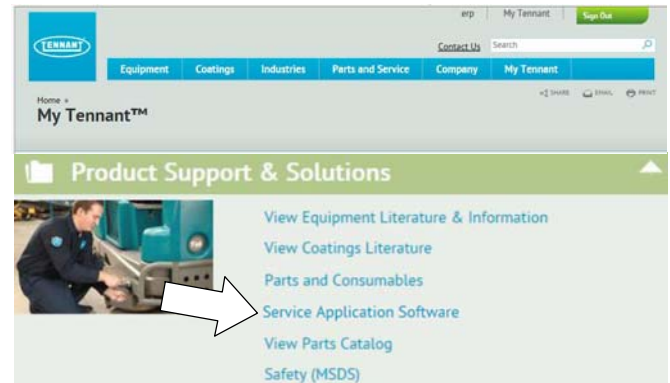 erp My Tennant Sign Out
TENNANT
Contact Us Search
Equipment Coatings Industries Parts and Service Company My Tennant
SHARE EMAIL PRINT
Home »
My Tennant™
Product Support & Solutions
View Equipment Literature & Information
View Coatings Literature
Parts and Consumables
Service Application Software
View Parts Catalog
Safety (MSDS)